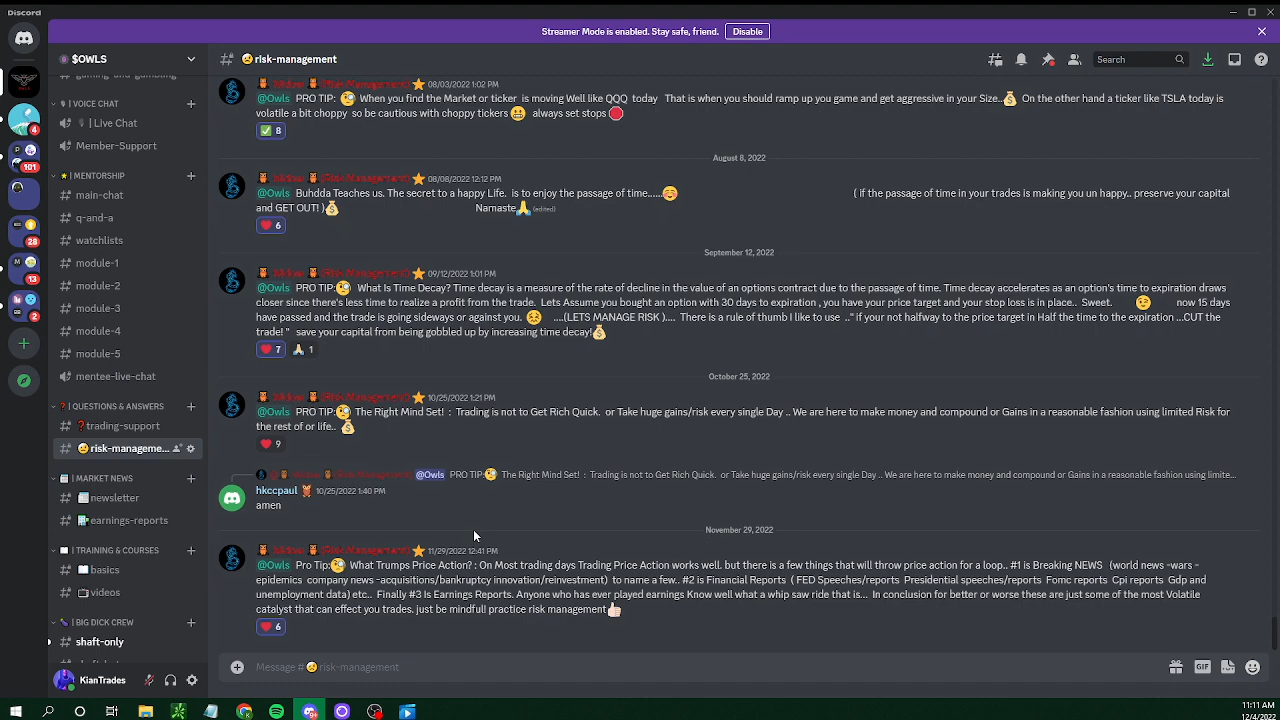 Discord
Streamer Mode is enabled. Stay safe, friend. Disable
$OWLS
risk-management
Search
gaming-and-gambling
VOICE CHAT
Live Chat
Member-Support
MENTORSHIP
main-chat
q-and-a
watchlists
module-1
module-2
module-3
module-4
module-5
mentee-live-chat
QUESTIONS & ANSWERS
trading-support
risk-manageme...
MARKET NEWS
newsletter
earnings-reports
TRAINING & COURSES
basics
videos
BIG DICK CREW
shaft-only
KianTrades
4
101
28
13
2
08/03/2022 1:02 PM
@Owls PRO TIP: When you find the Market or ticker is moving Well like QQQ today That is when you should ramp up you game and get aggressive in your Size.. On the other hand a ticker like TSLA today is
volatile a bit choppy so be cautious with choppy tickers always set stops
8
August 8, 2022
(Risk Management) 08/08/2022 12:12 PM
@Owls Buhdda Teaches us. The secret to a happy Life. is to enjoy the passage of time..... ( if the passage of time in your trades is making you un happy.. preserve your capital
and GET OUT! ) Namaste (edited)
6
September 12, 2022
(Risk Management) 09/12/2022 1:01 PM
@Owls PRO TIP: What Is Time Decay? Time decay is a measure of the rate of decline in the value of an options contract due to the passage of time. Time decay accelerates as an option's time to expiration draws
closer since there's less time to realize a profit from the trade. Lets Assume you bought an option with 30 days to expiration , you have your price target and your stop loss is in place.. Sweet. now 15 days
have passed and the trade is going sideways or against you. ....(LETS MANAGE RISK ).... There is a rule of thumb I like to use .." if your not halfway to the price target in Half the time to the expiration ...CUT the
trade! " save your capital from being gobbled up by increasing time decay!
7 1
October 25, 2022
(Risk Management) 10/25/2022 1:21 PM
@Owls PRO TIP: The Right Mind Set! : Trading is not to Get Rich Quick. or Take huge gains/risk every single Day .. We are here to make money and compound or Gains in a reasonable fashion using limited Risk for
the rest of or life..
9
@Owls PRO TIP: The Right Mind Set! : Trading is not to Get Rich Quick. or Take huge gains/risk every single Day .. We are here to make money and compound or Gains in a reasonable fashion using limite...
hkccpaul 10/25/2022 1:40 PM
amen
November 29, 2022
(Risk Management) 11/29/2022 12:41 PM
@Owls Pro Tip: What Trumps Price Action? : On Most trading days Trading Price Action works well. but there is a few things that will throw price action for a loop.. #1 is Breaking NEWS (world news -wars -
epidemics company news -acquisitions/bankruptcy innovation/reinvestment) to name a few.. #2 is Financial Reports ( FED Speeches/reports Presidential speeches/reports Fomc reports Cpi reports Gdp and
unemployment data) etc.. Finally #3 Is Earnings Reports. Anyone who has ever played earnings Know well what a whip saw ride that is... In conclusion for better or worse these are just some of the most Volatile
catalyst that can effect you trades. just be mindful! practice risk management
6
Message # risk-management
GIF
11:11 AM
12/4/2022